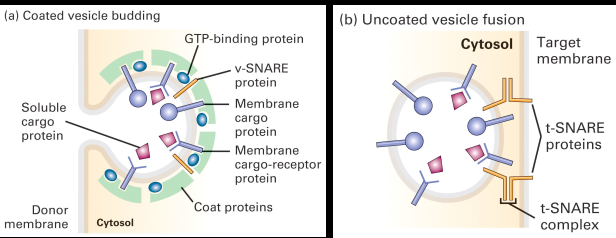 (a) Coated vesicle budding
GTP-binding protein
v-SNARE
protein
Membrane
cargo
protein
Membrane
cargo-receptor
protein
Coat proteins
Soluble
cargo
protein
Donor
membrane
Cytosol
(b) Uncoated vesicle fusion
Cytosol
Target
membrane
t-SNARE
proteins
t-SNARE
complex